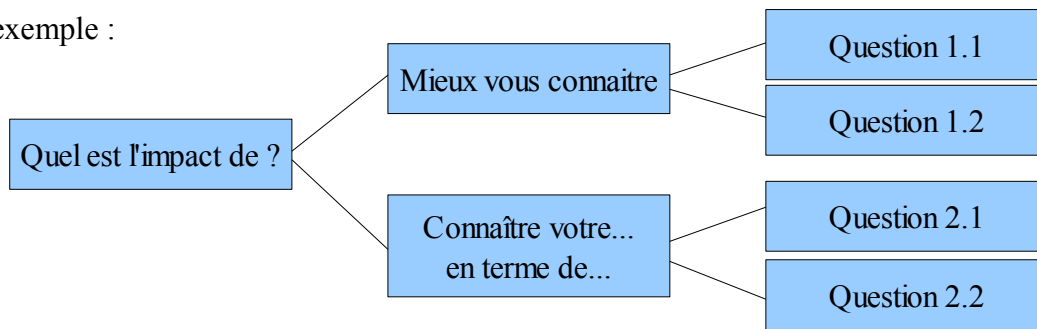 exemple :
Quel est l'impact de ?
Mieux vous connaitre
Question 1.1
Question 1.2
Connaître votre...
en terme de...
Question 2.1
Question 2.2